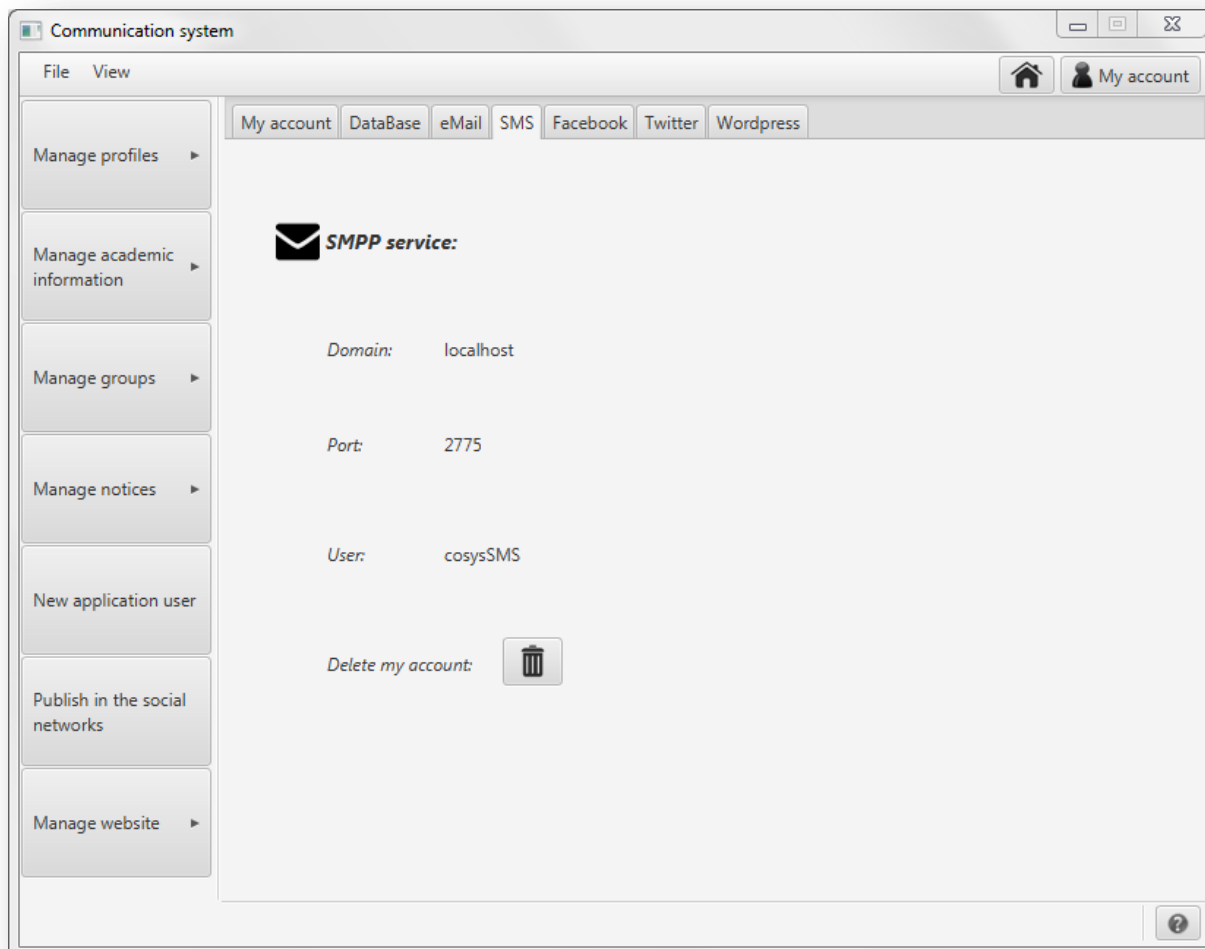 Communication system
File View
My account
My account DataBase eMail SMS Facebook Twitter Wordpress
Manage profiles
Manage academic
information
Manage groups
Manage notices
New application user
Publish in the social
networks
Manage website
SMPP service:
Domain: localhost
Port: 2775
User: cosysSMS
Delete my account: